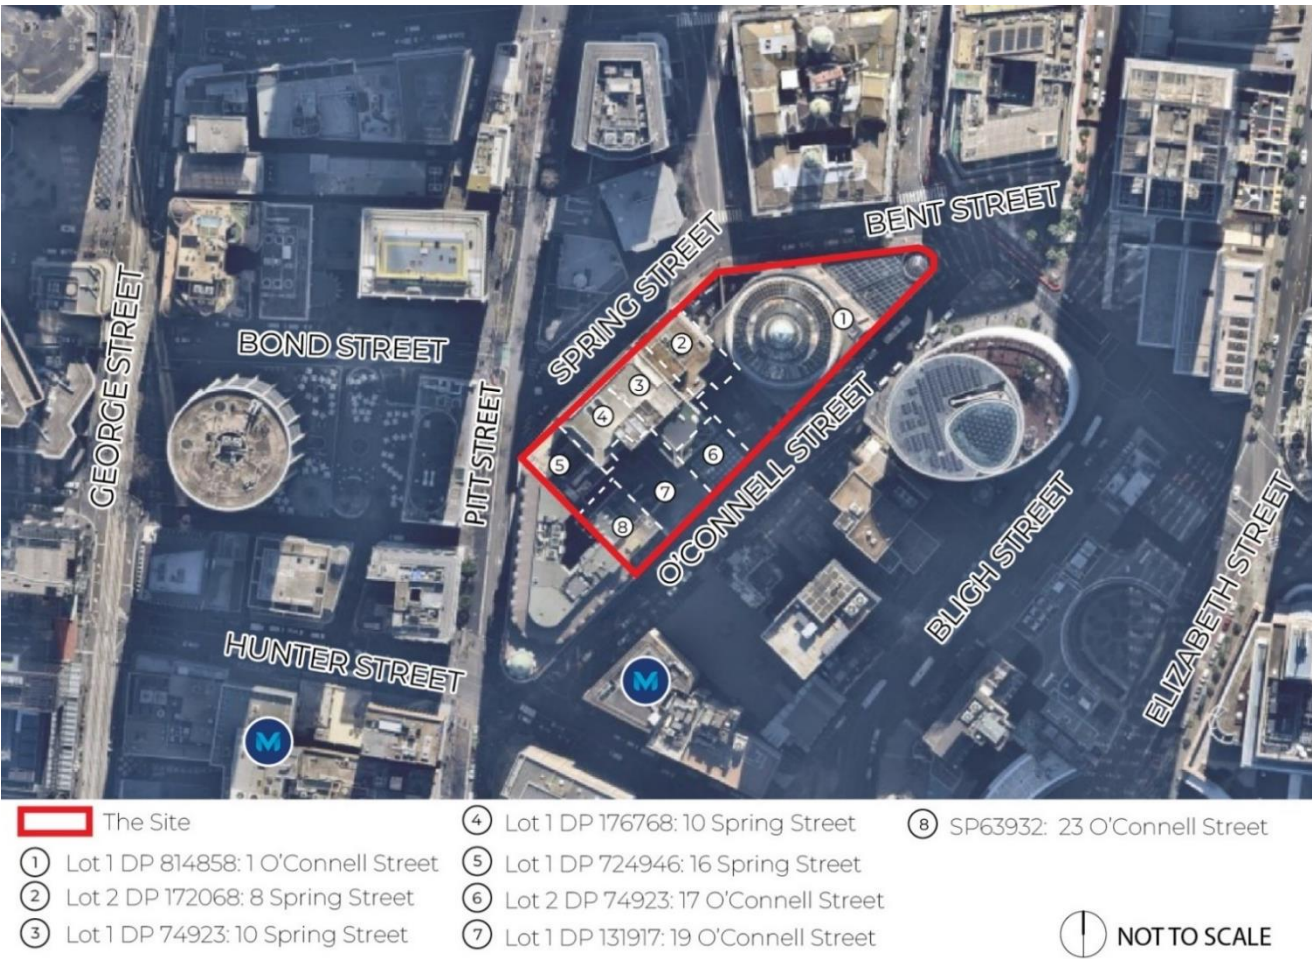 BENT STREET
SPRING STREET
GEORGE STREET
BOND STREET
PITT STREET
O'CONNELL STREET
BLIGH STREET
ELIZABETH STREET
HUNTER STREET
1
2
3
4
5
6
7
8
M
M
The Site
1 Lot 1 DP 814858: 1 O'Connell Street
2 Lot 2 DP 172068: 8 Spring Street
3 Lot 1 DP 74923: 10 Spring Street
4 Lot 1 DP 176768: 10 Spring Street
5 Lot 1 DP 724946: 16 Spring Street
6 Lot 2 DP 74923: 17 O'Connell Street
7 Lot 1 DP 131917: 19 O'Connell Street
8 SP63932: 23 O'Connell Street
NOT TO SCALE